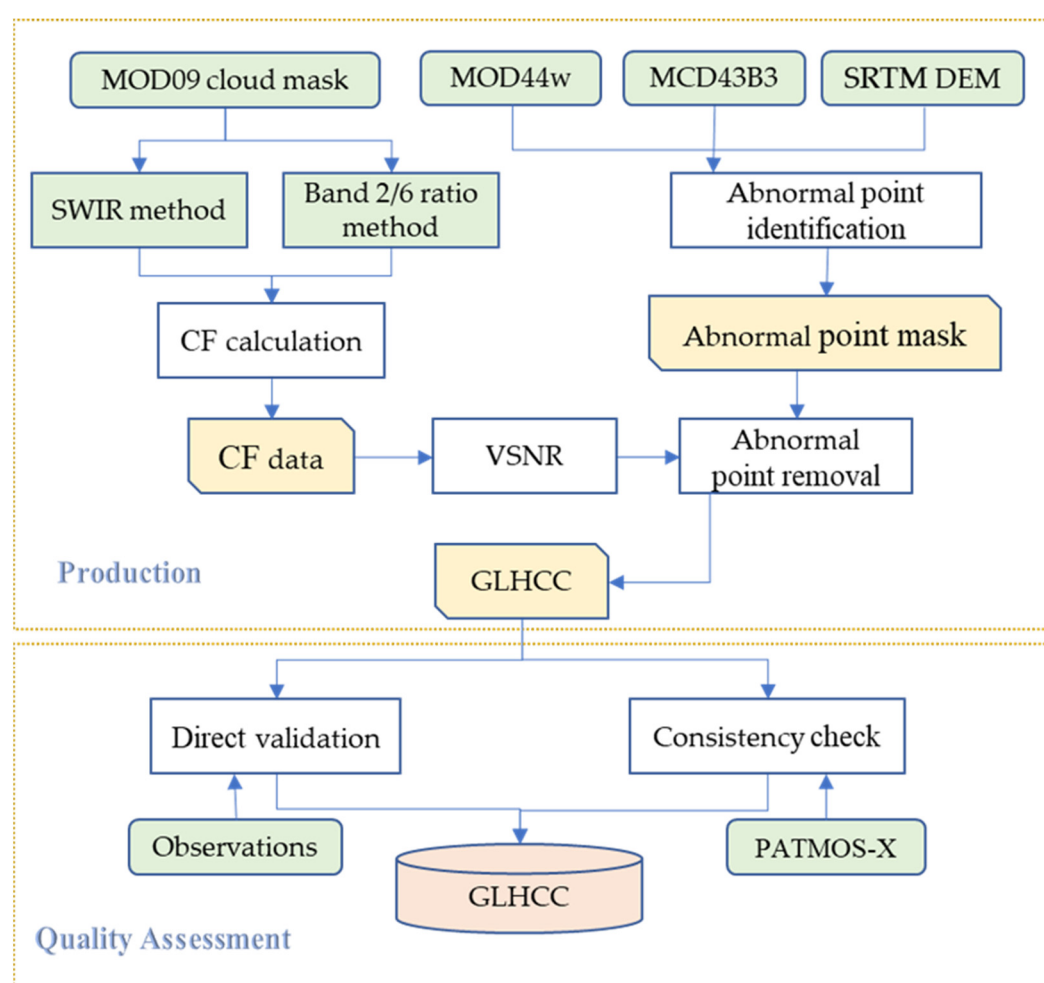 MOD09 cloud mask
MOD44w
MCD43B3
SRTM DEM
SWIR method
Band 2/6 ratio
method
Abnormal point
identification
CF calculation
Abnormal point mask
CF data
VSNR
Abnormal
point removal
Production
GLHCC
Direct validation
Consistency check
Observations
PATMOS-X
GLHCC
Quality Assessment